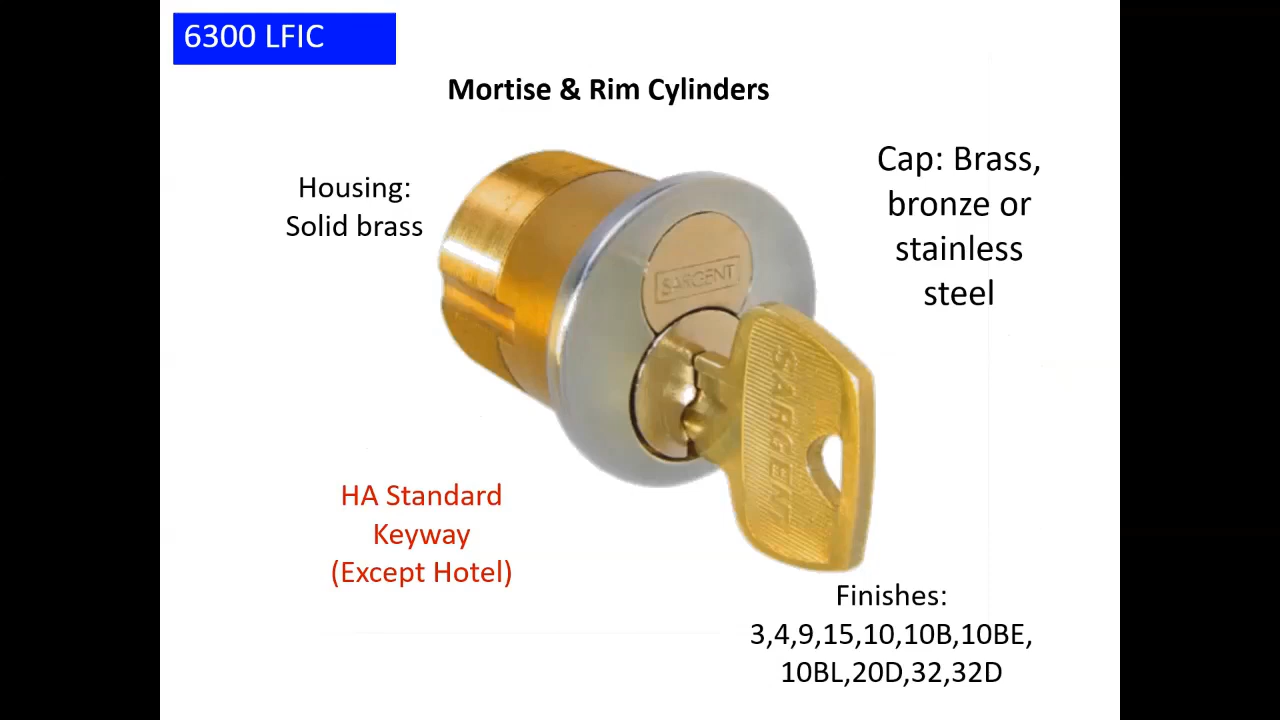 6300 LFIC
Mortise & Rim Cylinders
Housing:
Solid brass
Cap: Brass,
bronze or
stainless
steel
SARGENT
SARGENT
HA Standard
Keyway
(Except Hotel)
Finishes:
3,4,9,15,10,10B,10BE,
10BL,20D,32,32D